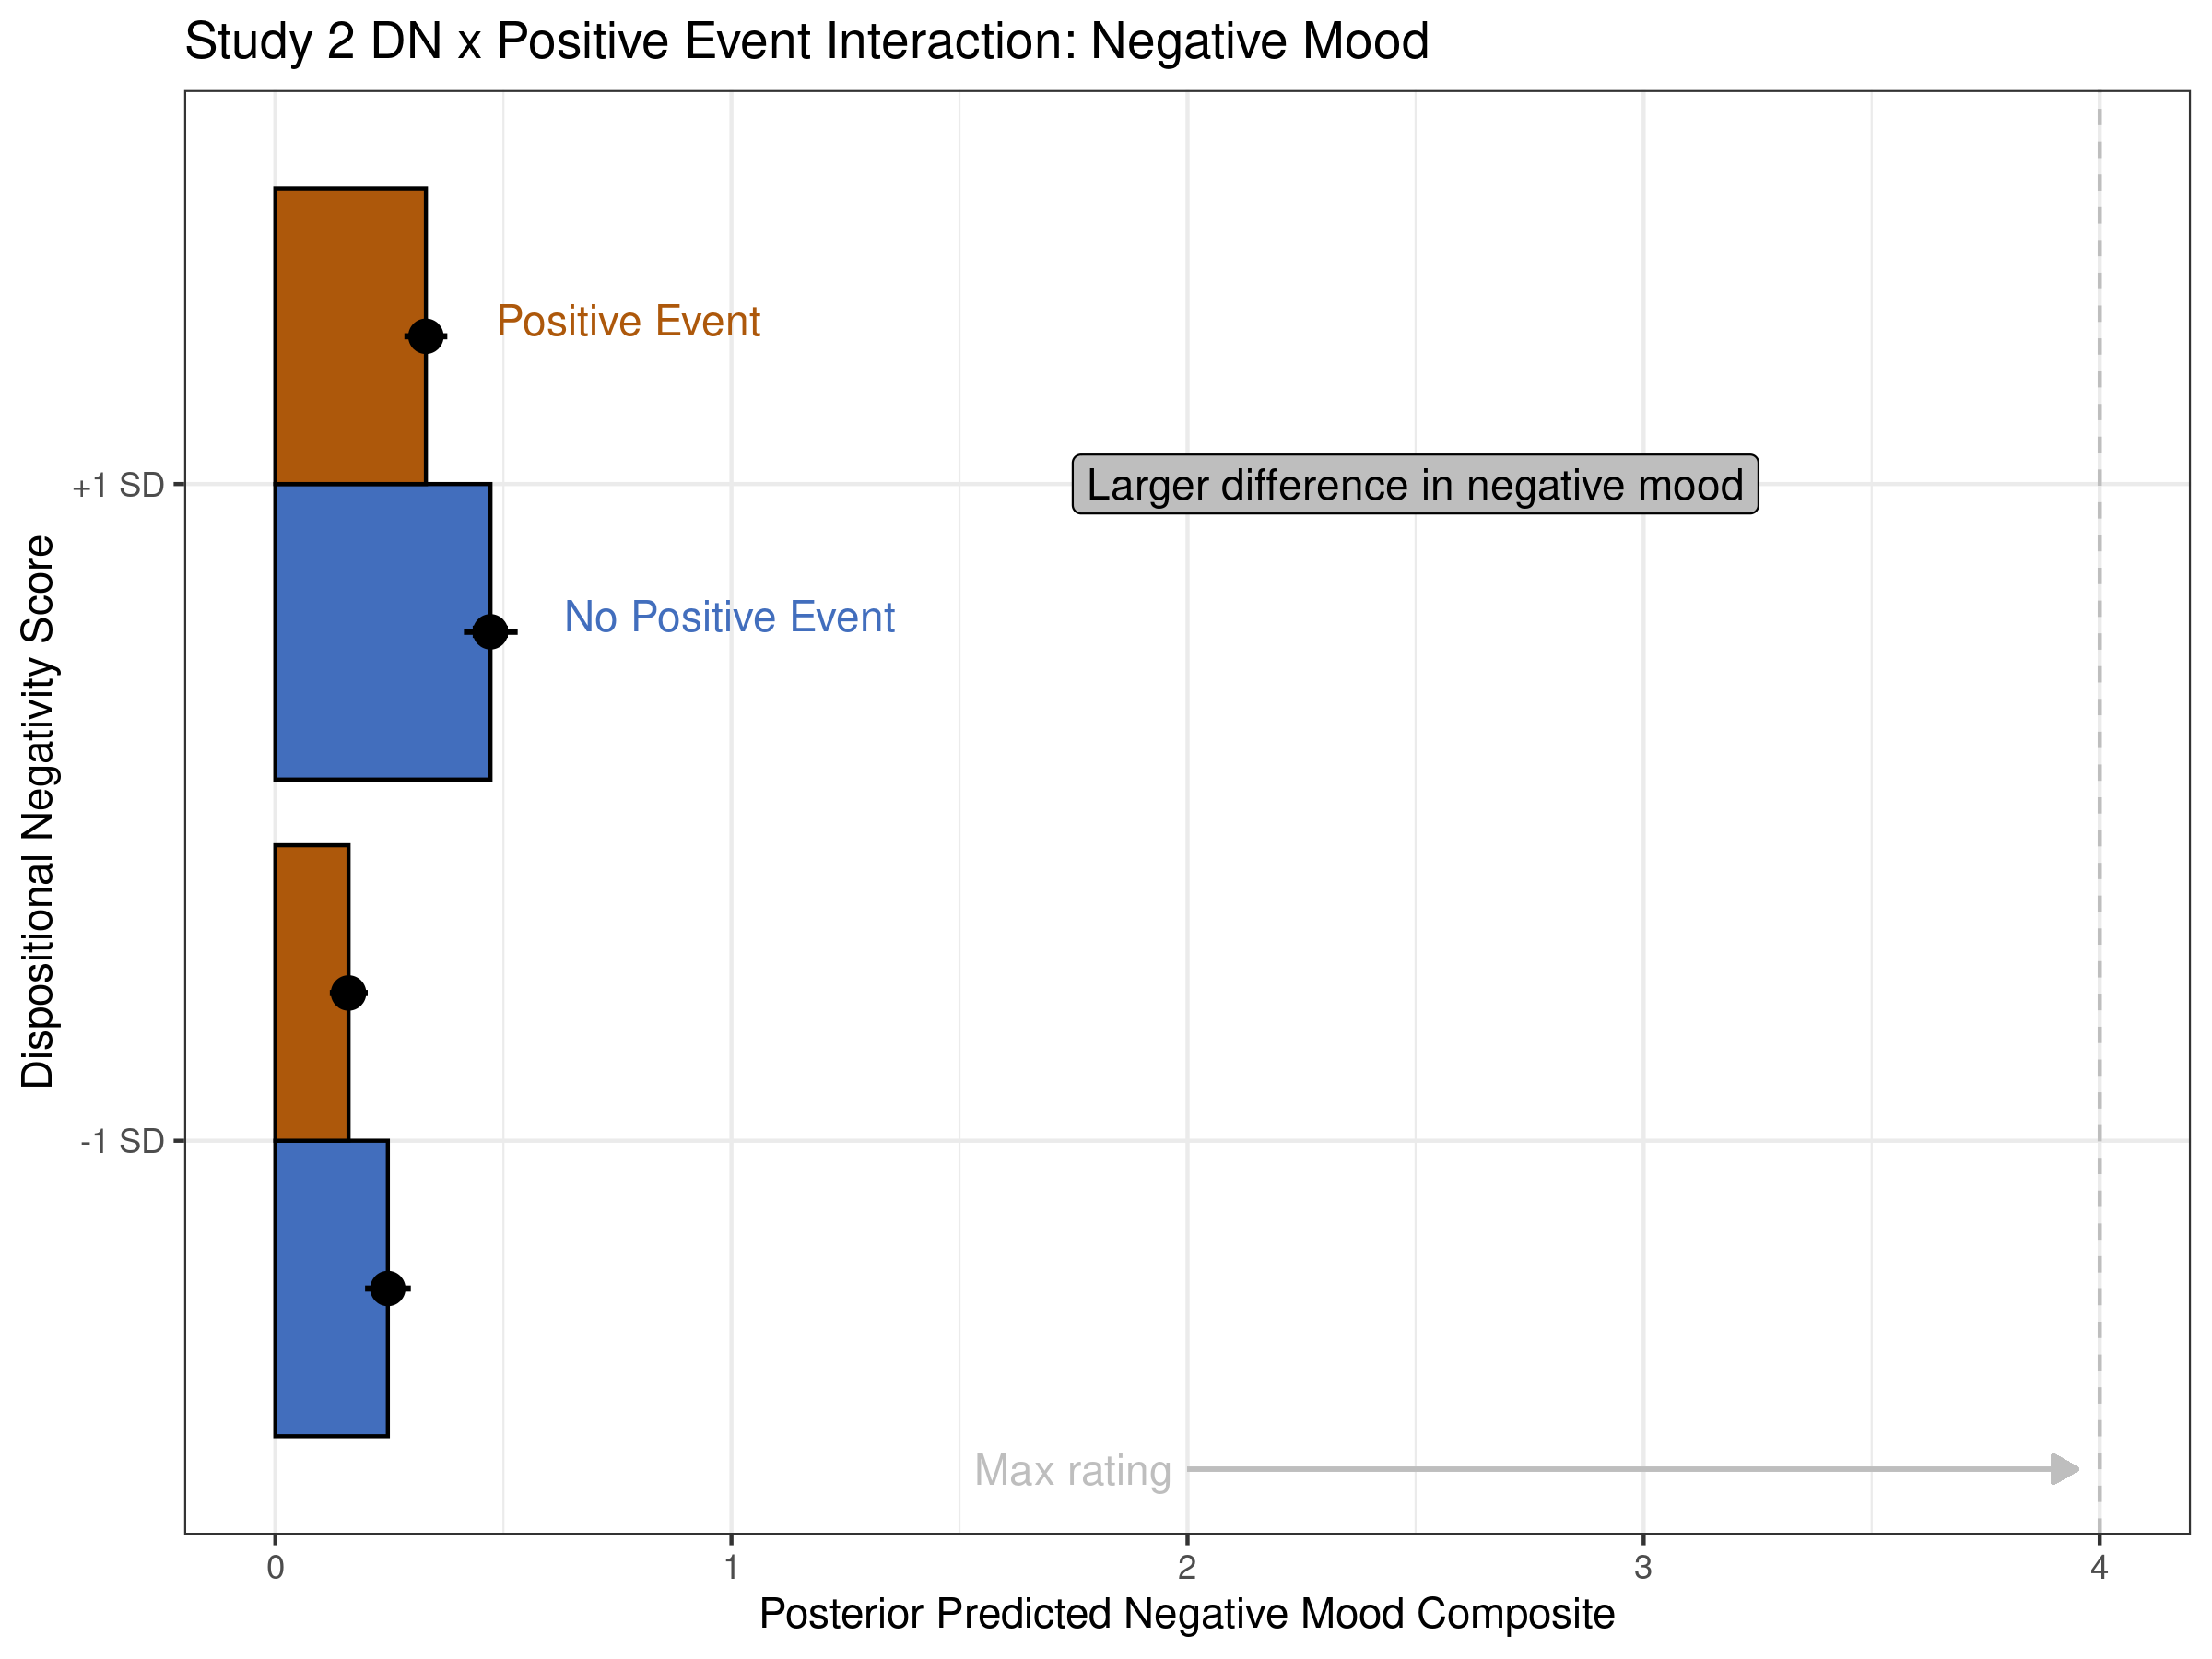 Study 2 DN x Positive Event Interaction: Negative Mood
Positive Event
+1 SD
Larger difference in negative mood
No Positive Event
Dispositional Negativity Score
-1 SD
Max rating
0 1 2 3 4
Posterior Predicted Negative Mood Composite